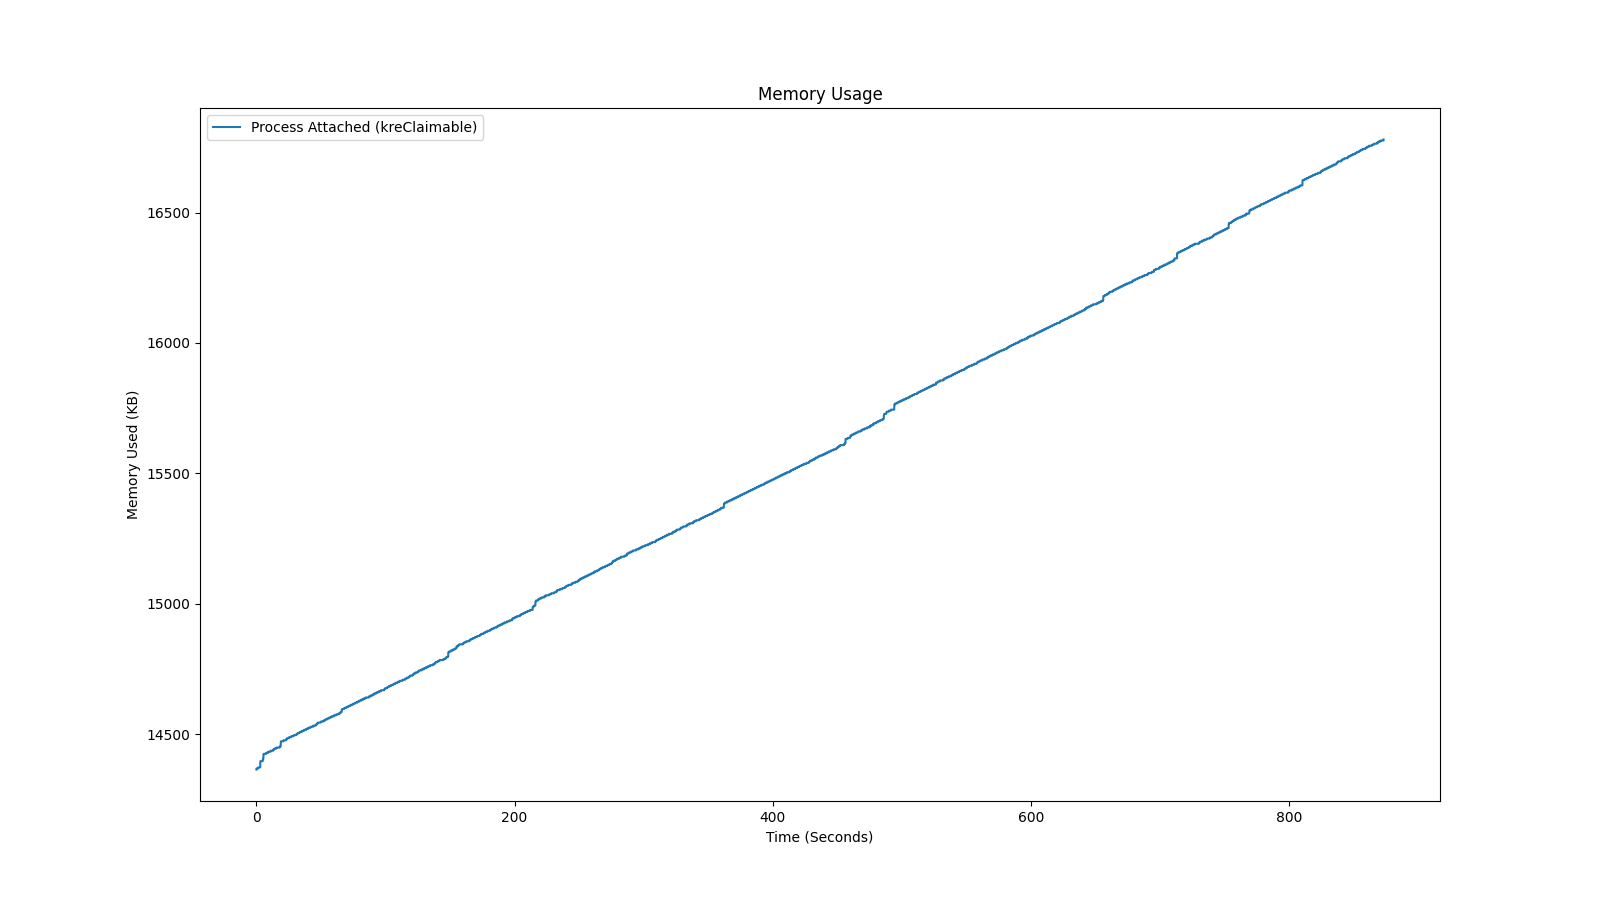 Memory Usage
Process Attached (kreClaimable)
Memory Used (KB)
16500
16000
15500
15000
14500
0
200
400
600
800
Time (Seconds)